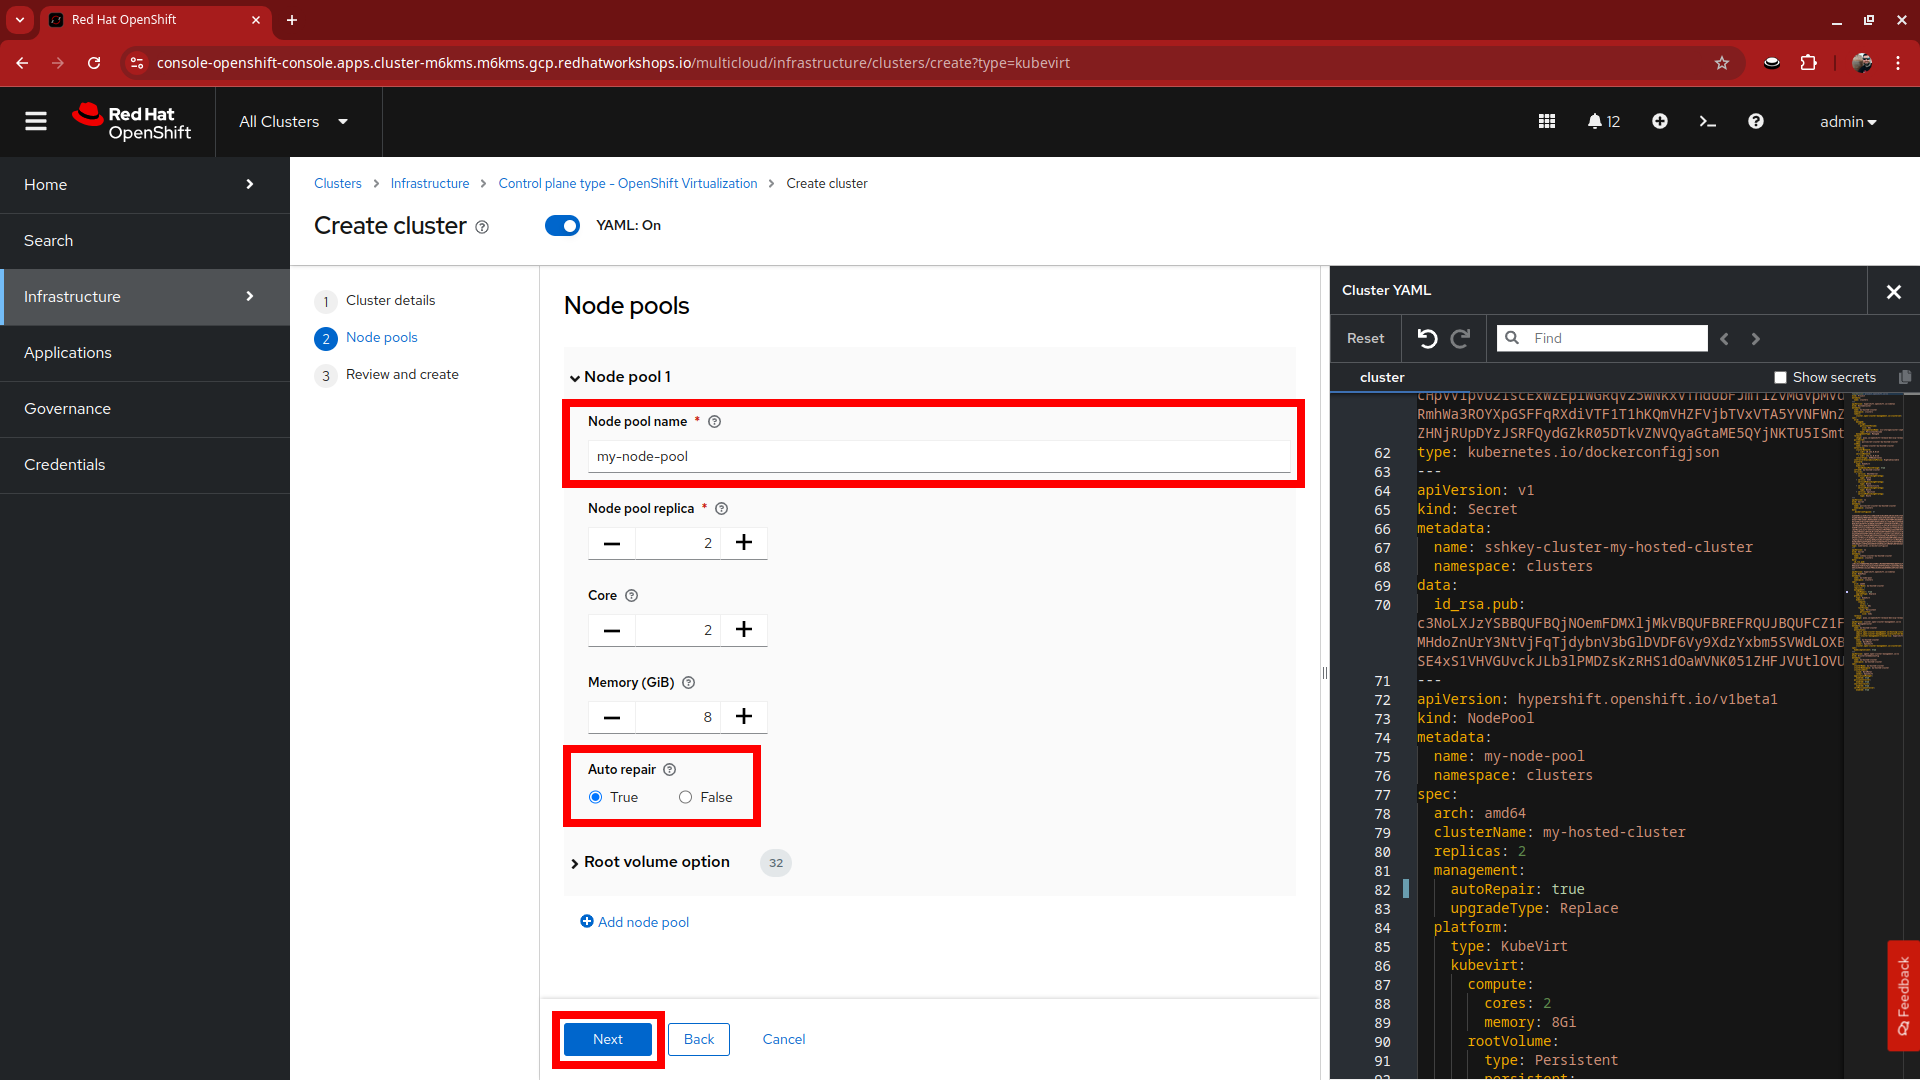 Red Hat OpenShift
console-openshift-console.apps.cluster-m6kms.m6kms.gcp.redhatworkshops.io/multicloud/infrastructure/clusters/create?type=kubevirt
Red Hat
OpenShift
All Clusters
12
admin
Home
Search
Infrastructure
Applications
Governance
Credentials
Clusters
Infrastructure
Control plane type - OpenShift Virtualization
Create cluster
Create cluster
YAML: On
1 Cluster details
2 Node pools
3 Review and create
Node pools
Node pool 1
Node pool name *
my-node-pool
Node pool replica *
2
Core
2
Memory (GiB)
8
Auto repair
True False
Root volume option 32
Add node pool
Next Back Cancel
Cluster YAML
Reset
Find
cluster
Show secrets
62 type: kubernetes.io/dockerconfigjson
63 ---
64 apiVersion: v1
65 kind: Secret
66 metadata:
67 name: sshkey-cluster-my-hosted-cluster
68 namespace: clusters
69 data:
70 id_rsa.pub:
71 ---
72 apiVersion: hypershift.openshift.io/v1beta1
73 kind: NodePool
74 metadata:
75 name: my-node-pool
76 namespace: clusters
77 spec:
78 arch: amd64
79 clusterName: my-hosted-cluster
80 replicas: 2
81 management:
82 autoRepair: true
83 upgradeType: Replace
84 platform:
85 type: KubeVirt
86 kubevirt:
87 compute:
88 cores: 2
89 memory: 8Gi
90 rootVolume:
91 type: Persistent
Feedback